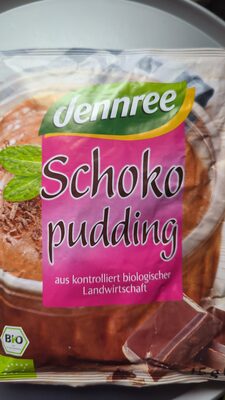 dennree
Schoko
pudding
aus kontrolliert biologischer
Landwirtschaft
BIO